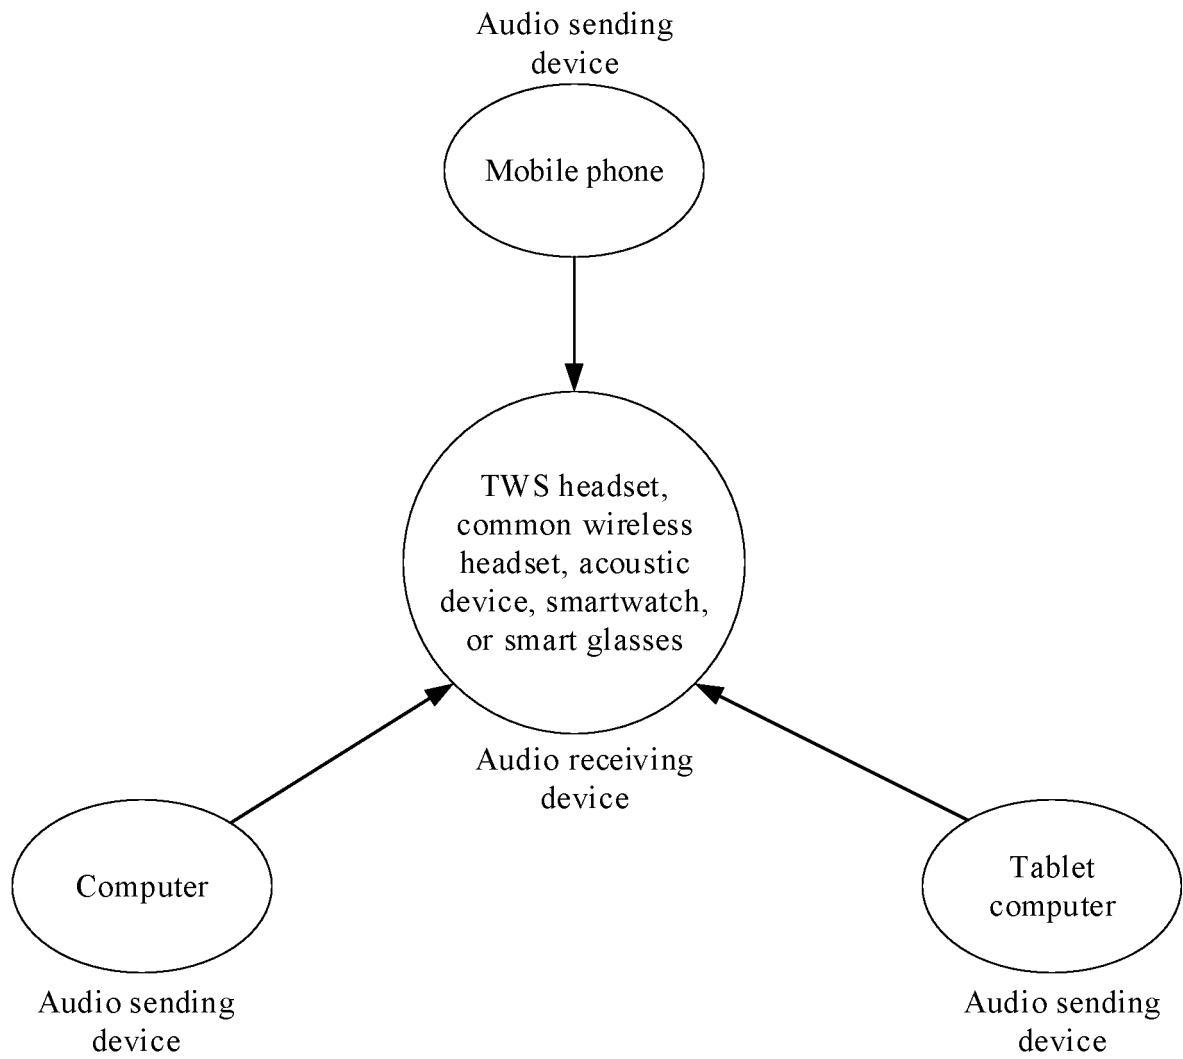 Audio sending
device
Mobile phone
TWS headset,
common wireless
headset, acoustic
device, smartwatch,
or smart glasses
Audio receiving
device
Computer
Audio sending
device
Tablet
computer
Audio sending
device